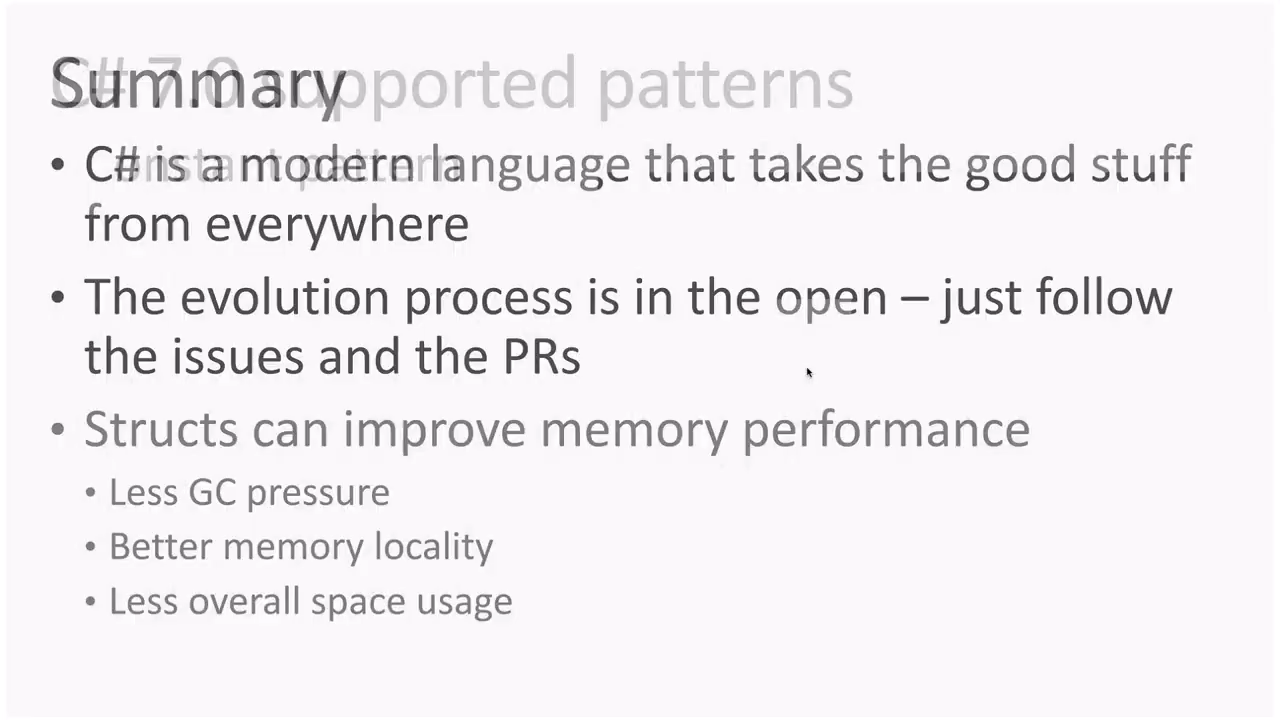 Summary
C# 7.0 supported patterns
• C# is a modern language that takes the good stuff
from everywhere
• The evolution process is in the open – just follow
the issues and the PRs
• Structs can improve memory performance
• Less GC pressure
• Better memory locality
• Less overall space usage